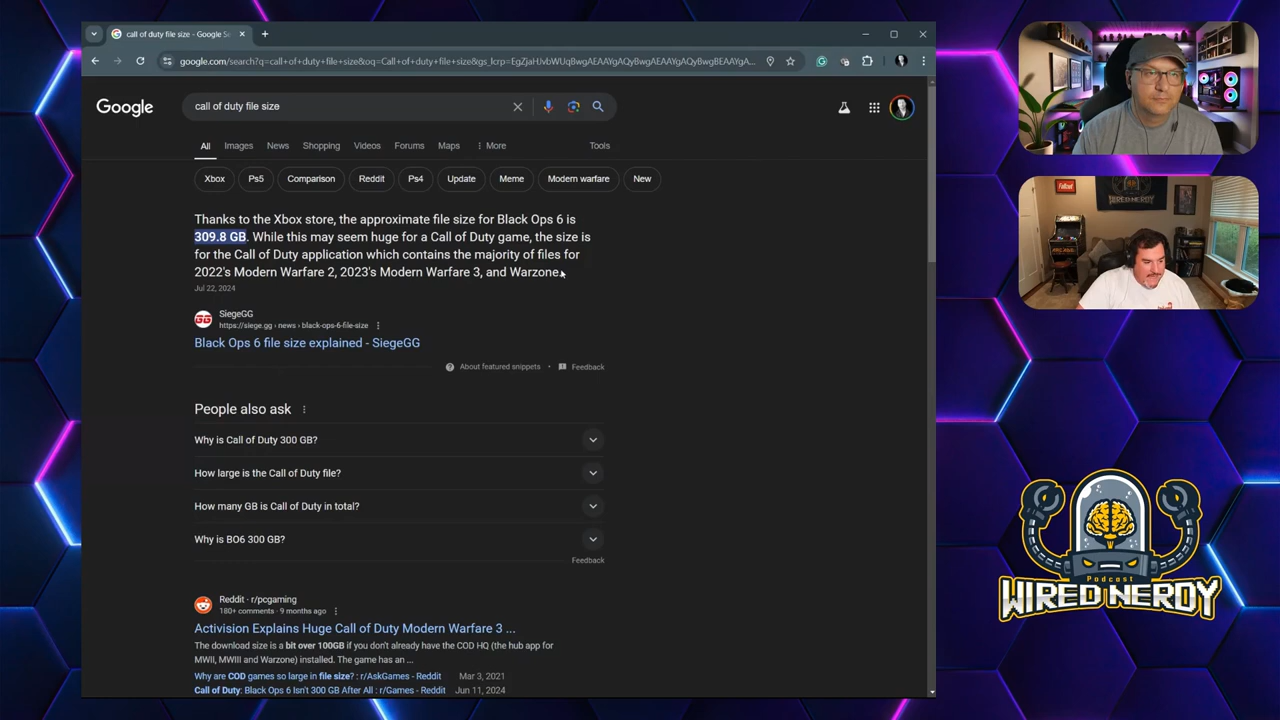 call of duty file size - Google Se
google.com/search?q=call+of+duty+file+size&oq=Call+of+duty+file+size&gs_lcrp=EgZjaHJvbWUqBwgAEAAYgAQyBwgAEAAYgAQyBwgBEAAYgA...
Google
call of duty file size
All Images News Shopping Videos Forums Maps More Tools
Xbox Ps5 Comparison Reddit Ps4 Update Meme Modern warfare New
Thanks to the Xbox store, the approximate file size for Black Ops 6 is
309.8 GB. While this may seem huge for a Call of Duty game, the size is
for the Call of Duty application which contains the majority of files for
2022's Modern Warfare 2, 2023's Modern Warfare 3, and Warzone.
Jul 22, 2024
GG
SiegeGG
https://siege.gg › news › black-ops-6-file-size
Black Ops 6 file size explained - SiegeGG
About featured snippets • Feedback
People also ask
Why is Call of Duty 300 GB?
How large is the Call of Duty file?
How many GB is Call of Duty in total?
Why is BO6 300 GB?
Feedback
Reddit · r/pcgaming
180+ comments · 9 months ago
Activision Explains Huge Call of Duty Modern Warfare 3 ...
The download size is a bit over 100GB if you don't already have the COD HQ (the hub app for
MWII, MWIII and Warzone) installed. The game has an ...
Why are COD games so large in file size? : r/AskGames - Reddit Mar 3, 2021
Call of Duty: Black Ops 6 Isn't 300 GB After All : r/Games - Reddit Jun 11, 2024
Fallout
WIRED NERDY
Podcast
WIRED NERDY